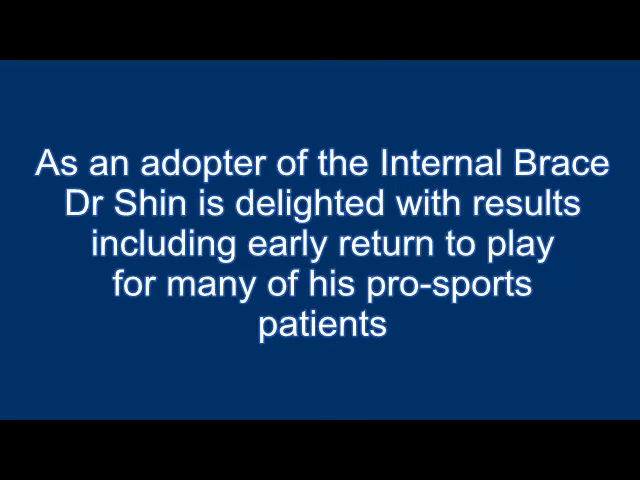 As an adopter of the Internal Brace
Dr Shin is delighted with results
including early return to play
for many of his pro-sports
patients